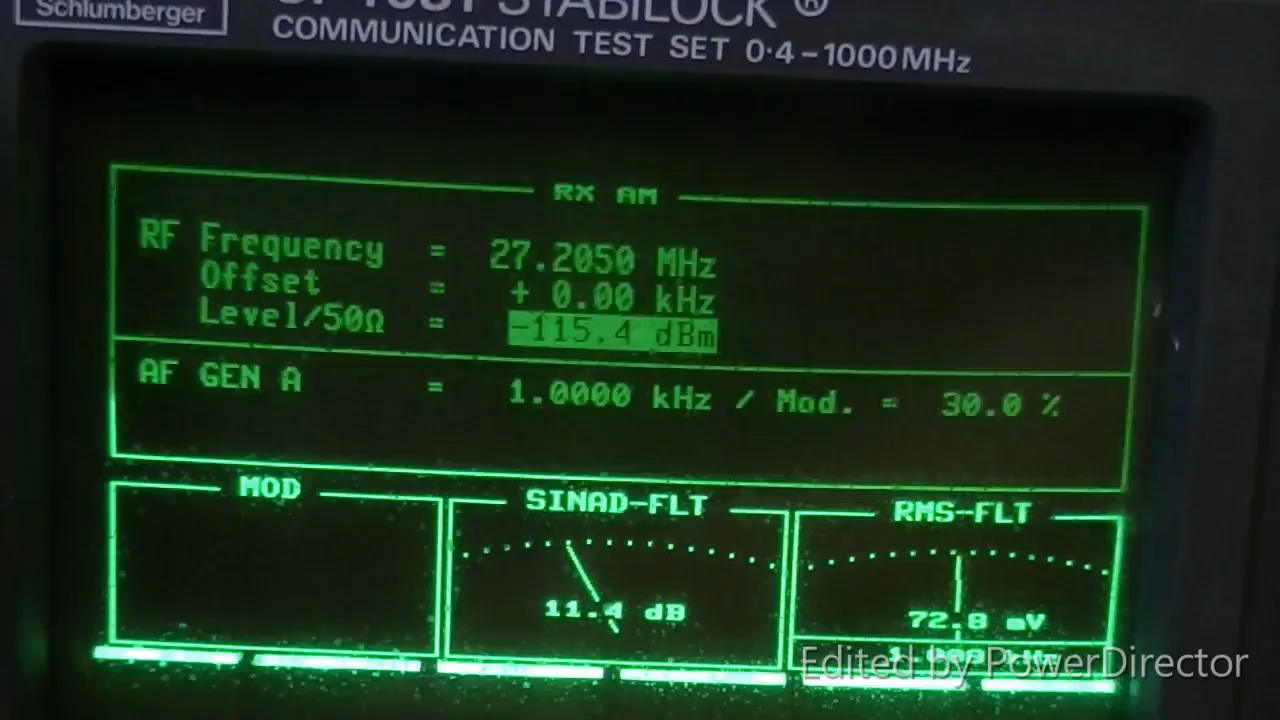 Schlumberger
STABILOCK ®
COMMUNICATION TEST SET 0·4–1000MHz
RX AM
RF Frequency = 27.2050 MHz
Offset = + 0.00 kHz
Level/50Ω = -115.4 dBm
AF GEN A = 1.0000 kHz / Mod. = 30.0 %
MOD
SINAD-FLT
RMS-FLT
11.4 dB
72.8 mV
Edited by PowerDirector